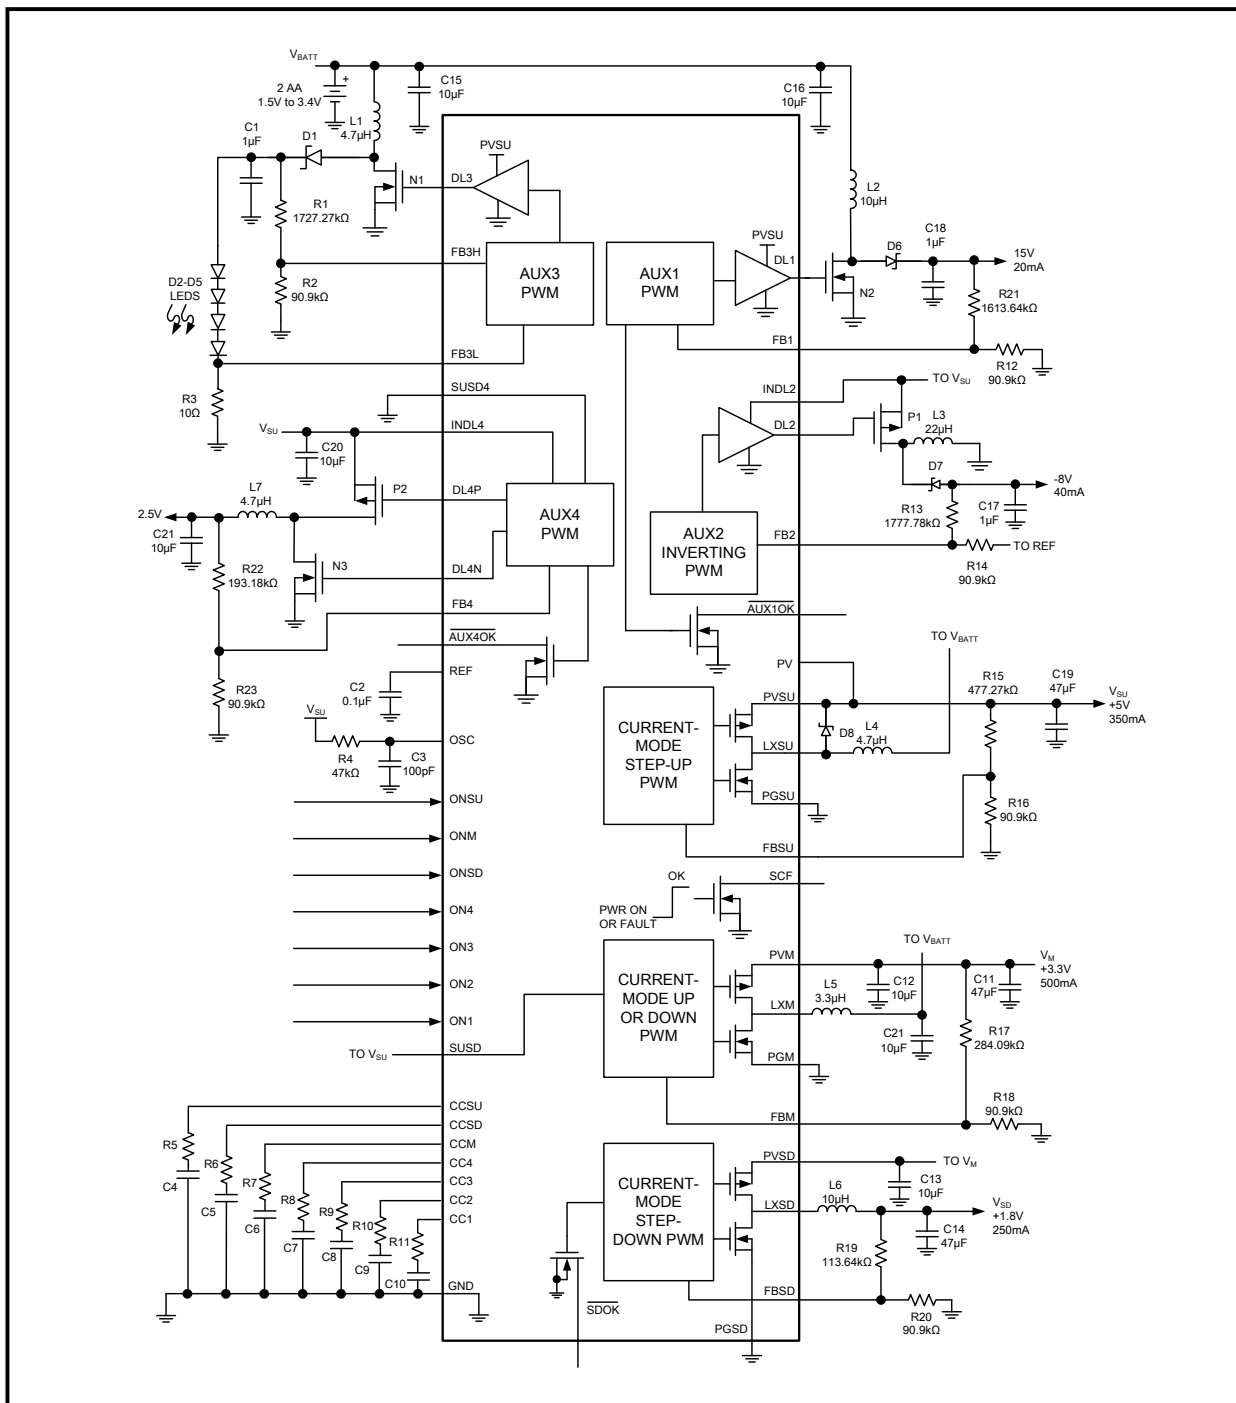 V_BATT
2 AA
1.5V to 3.4V
+
C15
10µF
C16
10µF
L1
4.7µH
C1
1µF
D1
N1
DL3
PVSU
R1
1727.27kΩ
FB3H
AUX3
PWM
R2
90.9kΩ
D2-D5
LEDS
FB3L
R3
10Ω
AUX1
PWM
PVSU
DL1
L2
10µH
N2
D6
C18
1µF
15V
20mA
R21
1613.64kΩ
FB1
R12
90.9kΩ
SUSD4
V_SU
INDL4
C20
10µF
P2
DL4P
L7
4.7µH
2.5V
C21
10µF
AUX4
PWM
R22
193.18kΩ
N3
DL4N
FB4
AUX4OK
R23
90.9kΩ
INDL2
TO V_SU
DL2
P1
L3
22µH
D7
-8V
40mA
R13
1777.78kΩ
C17
1µF
AUX2
INVERTING
PWM
FB2
TO REF
R14
90.9kΩ
AUX1OK
REF
C2
0.1µF
V_SU
R4
47kΩ
OSC
C3
100pF
TO V_BATT
PV
PVSU
R15
477.27kΩ
C19
47µF
V_SU
+5V
350mA
CURRENT-
MODE
STEP-UP
PWM
D8
L4
4.7µH
LXSU
PGSU
R16
90.9kΩ
FBSU
ONSU
ONM
ONSD
ON4
ON3
ON2
ON1
SUSD
TO V_SU
OK
SCF
PWR ON
OR FAULT
TO V_BATT
CURRENT-
MODE UP
OR DOWN
PWM
PVM
C12
10µF
C11
47µF
V_M
+3.3V
500mA
L5
3.3µH
LXM
C21
10µF
R17
284.09kΩ
PGM
R18
90.9kΩ
FBM
CCSU
CCSD
CCM
CC4
CC3
CC2
CC1
GND
R5
C4
R6
C5
R7
C6
R8
C7
R9
C8
R10
C9
R11
C10
CURRENT-
MODE
STEP-
DOWN PWM
PVSD
TO V_M
C13
10µF
L6
10µH
LXSD
V_SD
+1.8V
250mA
C14
47µF
R19
113.64kΩ
FBSD
R20
90.9kΩ
SDOK
PGSD